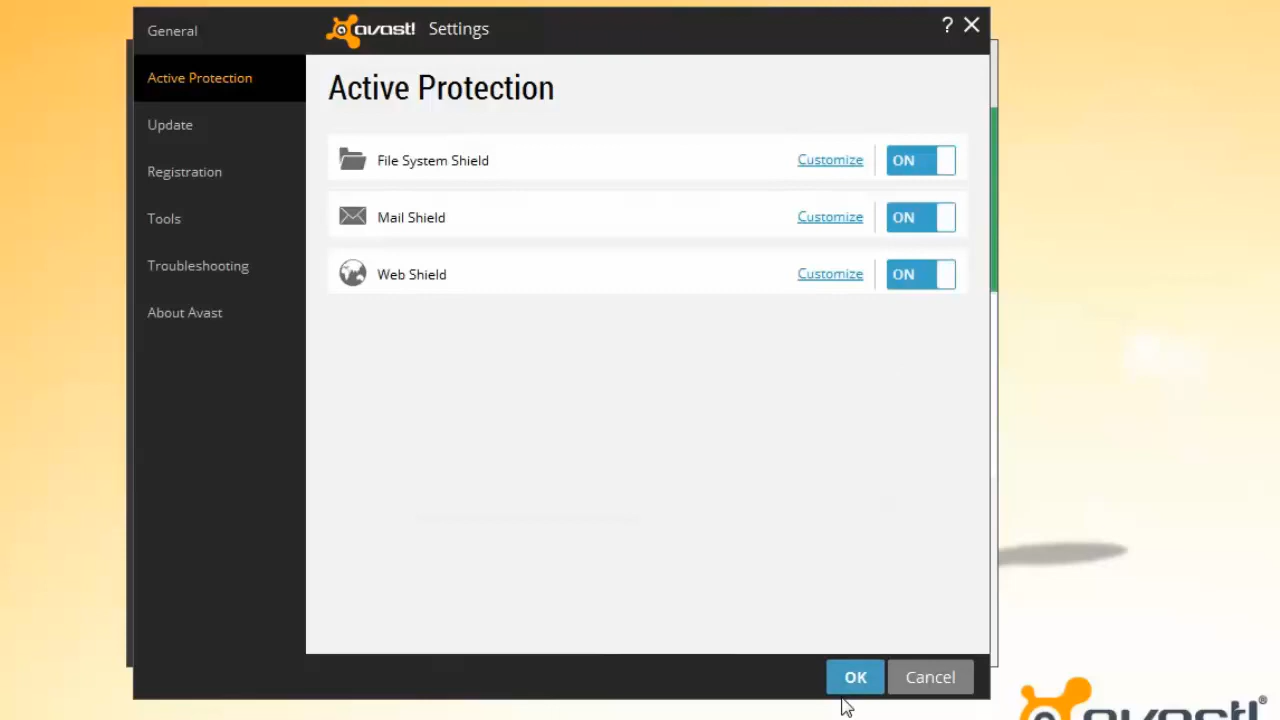 General
avast! Settings ?
Active Protection
Update
Registration
Tools
Troubleshooting
About Avast
Active Protection
File System Shield Customize ON
Mail Shield Customize ON
Web Shield Customize ON
OK Cancel
avast! ®